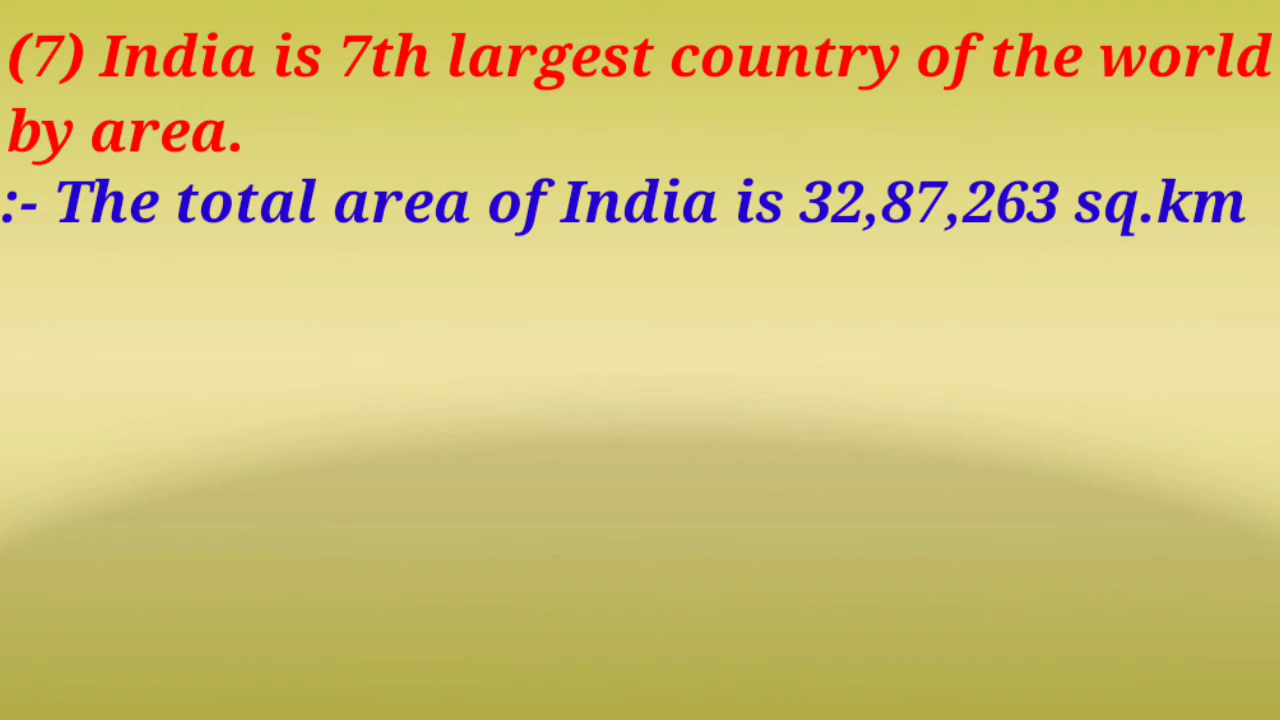 (7) India is 7th largest country of the world
by area.
:- The total area of India is 32,87,263 sq.km